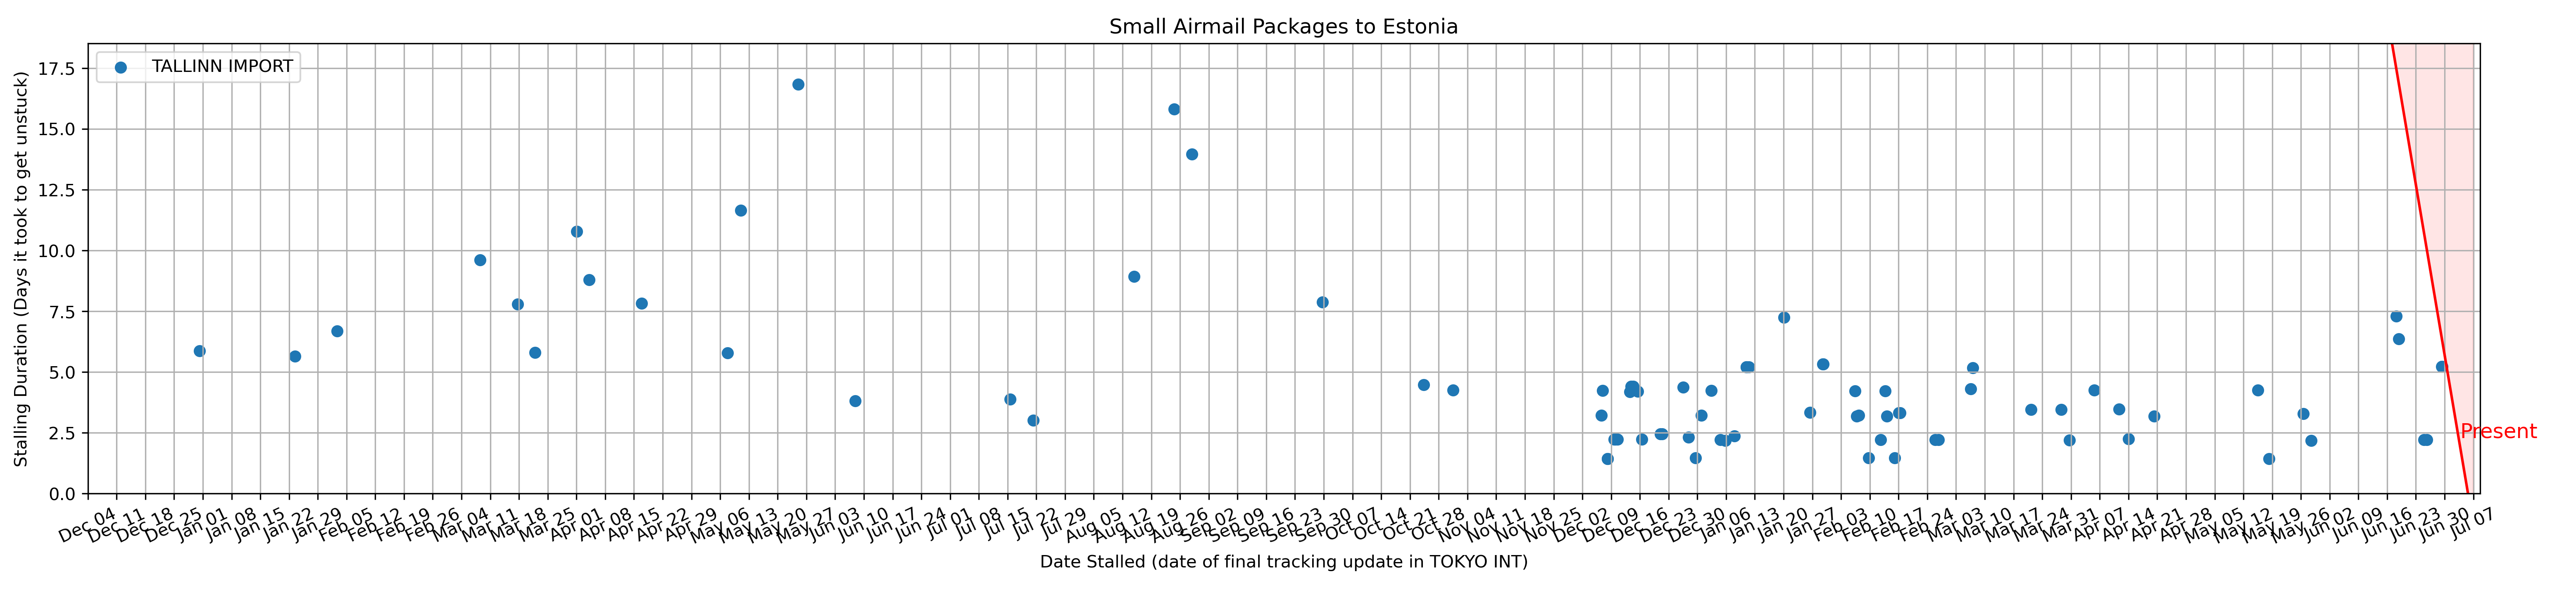 Small Airmail Packages to Estonia
TALLINN IMPORT
Stalling Duration (Days it took to get unstuck)
17.5
15.0
12.5
10.0
7.5
5.0
2.5
0.0
Present
Dec 04 Dec 11 Dec 18 Dec 25 Jan 01 Jan 08 Jan 15 Jan 22 Jan 29 Feb 05 Feb 12 Feb 19 Feb 26 Mar 04 Mar 11 Mar 18 Mar 25 Apr 01 Apr 08 Apr 15 Apr 22 Apr 29 May 06 May 13 May 20 May 27 Jun 03 Jun 10 Jun 17 Jun 24 Jul 01 Jul 08 Jul 15 Jul 22 Jul 29 Aug 05 Aug 12 Aug 19 Aug 26 Sep 02 Sep 09 Sep 16 Sep 23 Sep 30 Oct 07 Oct 14 Oct 21 Oct 28 Nov 04 Nov 11 Nov 18 Nov 25 Dec 02 Dec 09 Dec 16 Dec 23 Dec 30 Jan 06 Jan 13 Jan 20 Jan 27 Feb 03 Feb 10 Feb 17 Feb 24 Mar 03 Mar 10 Mar 17 Mar 24 Mar 31 Apr 07 Apr 14 Apr 21 Apr 28 May 05 May 12 May 19 May 26 Jun 02 Jun 09 Jun 16 Jun 23 Jun 30 Jul 07
Date Stalled (date of final tracking update in TOKYO INT)